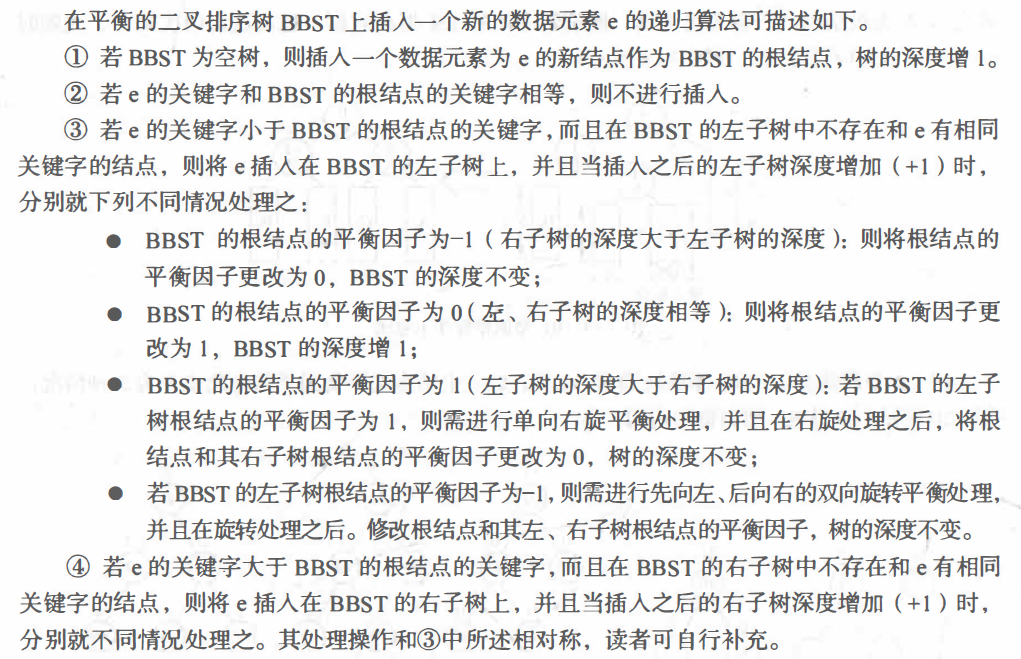 在平衡的二叉排序树 BBST 上插入一个新的数据元素 e 的递归算法可描述如下。
① 若 BBST 为空树，则插入一个数据元素为 e 的新结点作为 BBST 的根结点，树的深度增 1。
② 若 e 的关键字和 BBST 的根结点的关键字相等，则不进行插入。
③ 若 e 的关键字小于 BBST 的根结点的关键字，而且在 BBST 的左子树中不存在和 e 有相同
关键字的结点，则将 e 插入在 BBST 的左子树上，并且当插入之后的左子树深度增加（+1）时，
分别就下列不同情况处理之：
● BBST 的根结点的平衡因子为-1（右子树的深度大于左子树的深度）：则将根结点的
平衡因子更改为 0，BBST 的深度不变；
● BBST 的根结点的平衡因子为 0（左、右子树的深度相等）：则将根结点的平衡因子更
改为 1，BBST 的深度增 1；
● BBST 的根结点的平衡因子为 1（左子树的深度大于右子树的深度）：若 BBST 的左子
树根结点的平衡因子为 1，则需进行单向右旋平衡处理，并且在右旋处理之后，将根
结点和其右子树根结点的平衡因子更改为 0，树的深度不变；
● 若 BBST 的左子树根结点的平衡因子为-1，则需进行先向左、后向右的双向旋转平衡处理，
并且在旋转处理之后。修改根结点和其左、右子树根结点的平衡因子，树的深度不变。
④ 若 e 的关键字大于 BBST 的根结点的关键字，而且在 BBST 的右子树中不存在和 e 有相同
关键字的结点，则将 e 插入在 BBST 的右子树上，并且当插入之后的右子树深度增加（+1）时，
分别就不同情况处理之。其处理操作和③中所述相对称，读者可自行补充。